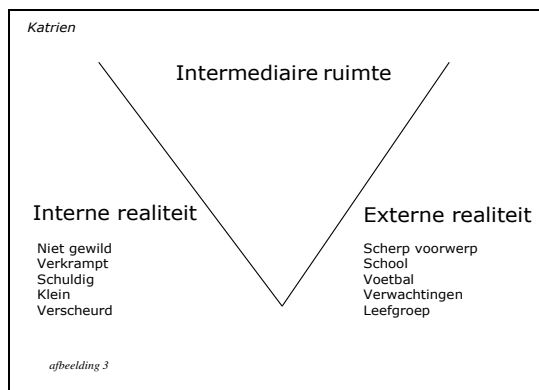 Katrien
Intermediaire ruimte
Interne realiteit
Niet gewild
Verkrampt
Schuldig
Klein
Verscheurd
Externe realiteit
Scherp voorwerp
School
Voetbal
Verwachtingen
Leefgroep
afbeelding 3